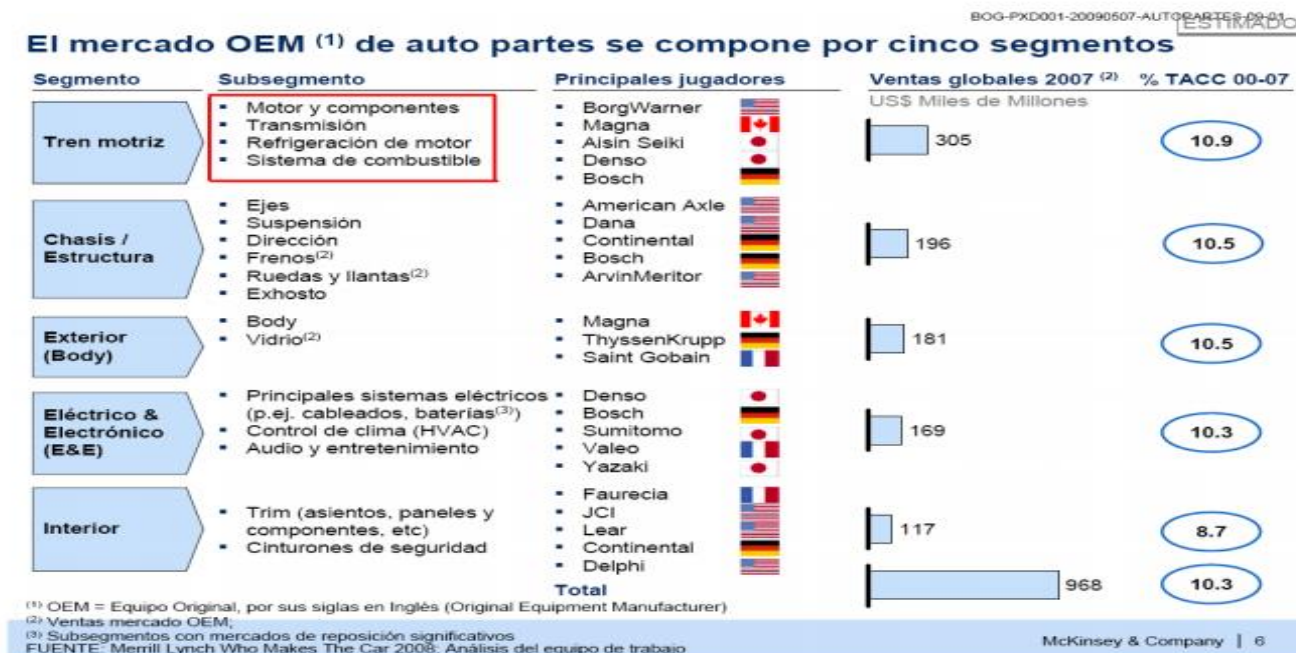 BOG-PXD001-20090507-AUTOPARTES-09-01
ESTIMADO
El mercado OEM (1) de auto partes se compone por cinco segmentos
Segmento Subsegmento Principales jugadores Ventas globales 2007 (2) % TACC 00-07
US$ Miles de Millones
Tren motriz
▪ Motor y componentes
▪ Transmisión
▪ Refrigeración de motor
▪ Sistema de combustible
▪ BorgWarner
▪ Magna
▪ Aisin Seiki
▪ Denso
▪ Bosch
305
10.9
Chasis /
Estructura
▪ Ejes
▪ Suspensión
▪ Dirección
▪ Frenos(2)
▪ Ruedas y llantas(2)
▪ Exhosto
▪ American Axle
▪ Dana
▪ Continental
▪ Bosch
▪ ArvinMeritor
196
10.5
Exterior
(Body)
▪ Body
▪ Vidrio(2)
▪ Magna
▪ ThyssenKrupp
▪ Saint Gobain
181
10.5
Eléctrico &
Electrónico
(E&E)
▪ Principales sistemas eléctricos
(p.ej. cableados, baterías(3))
▪ Control de clima (HVAC)
▪ Audio y entretenimiento
▪ Denso
▪ Bosch
▪ Sumitomo
▪ Valeo
▪ Yazaki
169
10.3
Interior
▪ Trim (asientos, paneles y
componentes, etc)
▪ Cinturones de seguridad
▪ Faurecia
▪ JCI
▪ Lear
▪ Continental
▪ Delphi
117
8.7
Total
968
10.3
(1) OEM = Equipo Original, por sus siglas en Inglés (Original Equipment Manufacturer)
(2) Ventas mercado OEM;
(3) Subsegmentos con mercados de reposición significativos
FUENTE: Merrill Lynch Who Makes The Car 2008; Análisis del equipo de trabajo
McKinsey & Company | 6